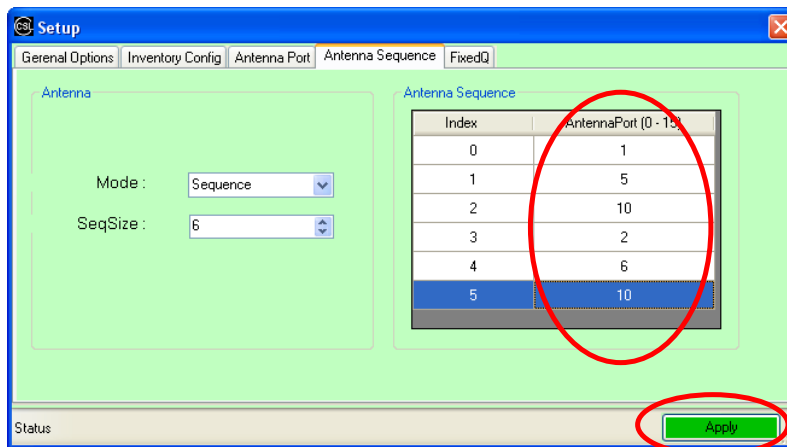 CSL Setup
Gerenal Options Inventory Config Antenna Port Antenna Sequence FixedQ
Antenna
Mode : Sequence
SeqSize : 6
Antenna Sequence
Index AntennaPort (0 - 15)
0 1
1 5
2 10
3 2
4 6
5 10
Status Apply